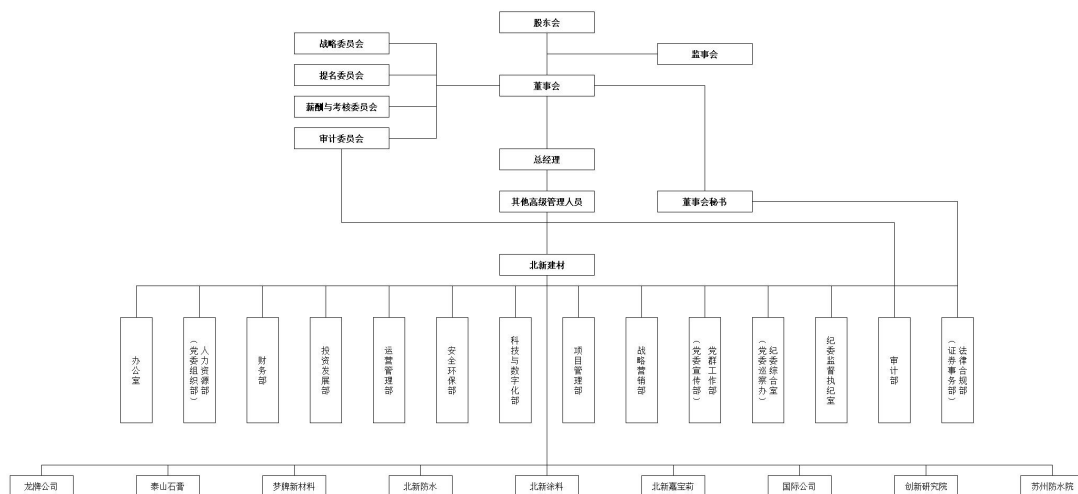 股东会
战略委员会
监事会
提名委员会
董事会
薪酬与考核委员会
审计委员会
总经理
其他高级管理人员
董事会秘书
北新建材
办公室
人力资源部
（党委组织部）
财务部
投资发展部
运营管理部
安全环保部
科技与数字化部
项目管理部
战略营销部
党群工作部
（党委宣传部）
纪委综合室
（党委巡察办）
纪委监督执纪室
审计部
法律合规部
（证券事务部）
龙牌公司
泰山石膏
梦牌新材料
北新防水
北新涂料
北新嘉宝莉
国际公司
创新研究院
苏州防水院